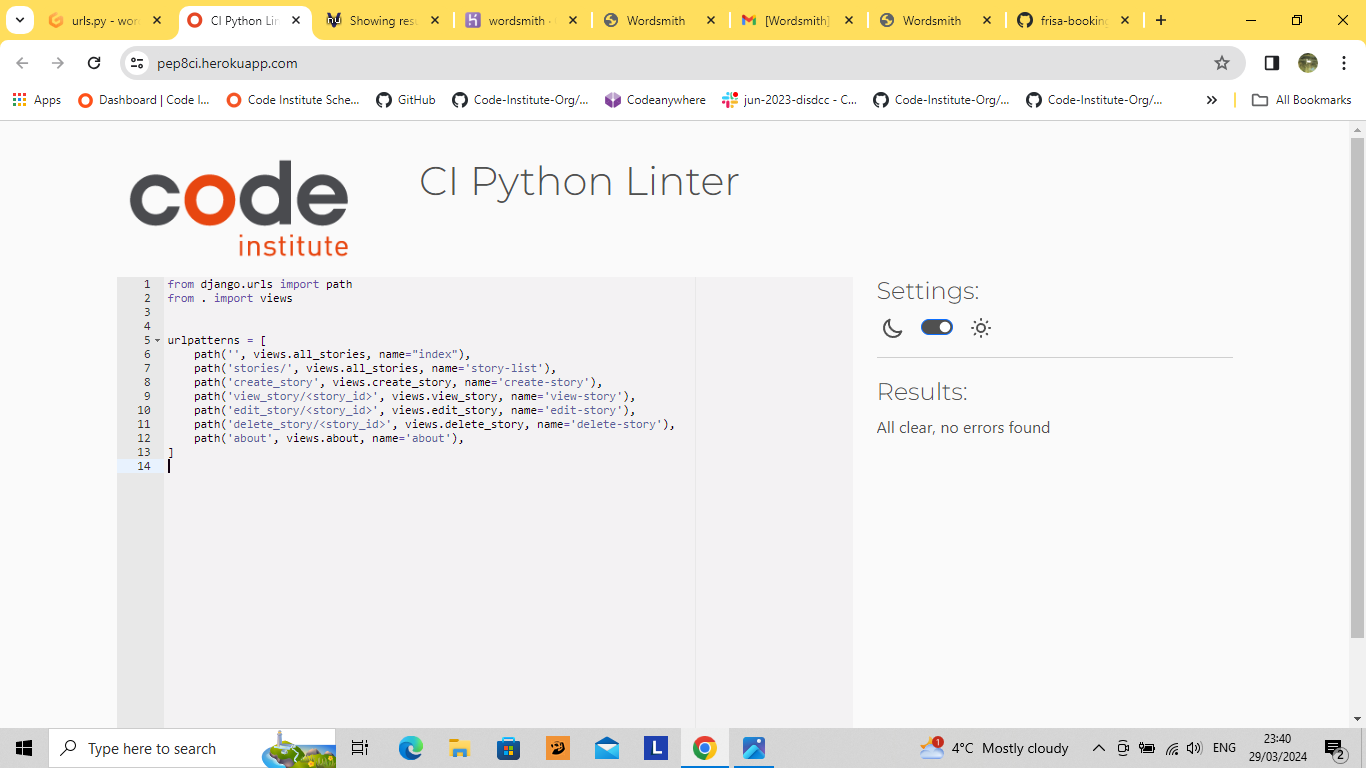 urls.py - wor
CI Python Lin
Showing resu
wordsmith ·
Wordsmith
[Wordsmith]
Wordsmith
frisa-booking
pep8ci.herokuapp.com
Apps
Dashboard | Code I...
Code Institute Sche...
GitHub
Code-Institute-Org/...
Codeanywhere
jun-2023-disdcc - C...
Code-Institute-Org/...
Code-Institute-Org/...
All Bookmarks
code
institute
CI Python Linter
1 from django.urls import path
2 from . import views
3
4
5 urlpatterns = [
6 path('', views.all_stories, name="index"),
7 path('stories/', views.all_stories, name='story-list'),
8 path('create_story', views.create_story, name='create-story'),
9 path('view_story/<story_id>', views.view_story, name='view-story'),
10 path('edit_story/<story_id>', views.edit_story, name='edit-story'),
11 path('delete_story/<story_id>', views.delete_story, name='delete-story'),
12 path('about', views.about, name='about'),
13 ]
14
Settings:
Results:
All clear, no errors found
Type here to search
L
1
4°C Mostly cloudy
ENG
23:40
29/03/2024
2